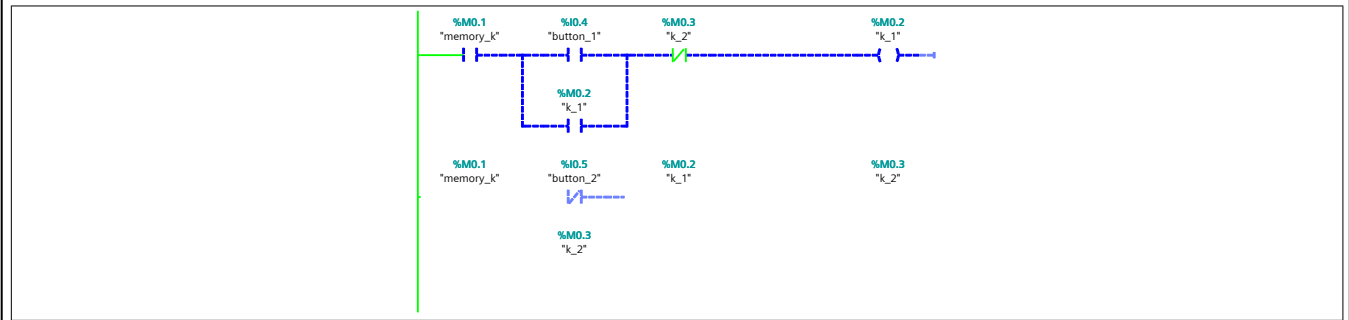 %M0.1 %I0.4 %M0.3 %M0.2
"memory_k" "button_1" "k_2" "k_1"
%M0.2
"k_1"
%M0.1 %I0.5 %M0.2 %M0.3
"memory_k" "button_2" "k_1" "k_2"
%M0.3
"k_2"